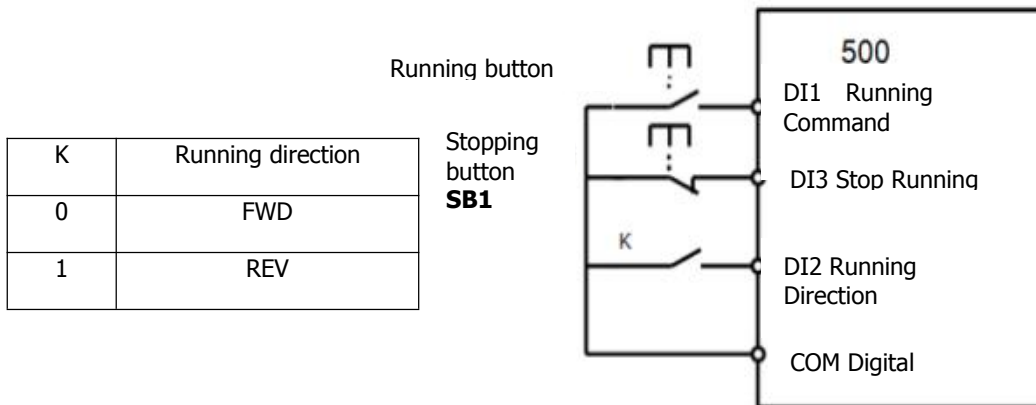 Running button
K Running direction
0 FWD
1 REV
Stopping
button
SB1
500
DI1 Running
Command
DI3 Stop Running
K
DI2 Running
Direction
COM Digital